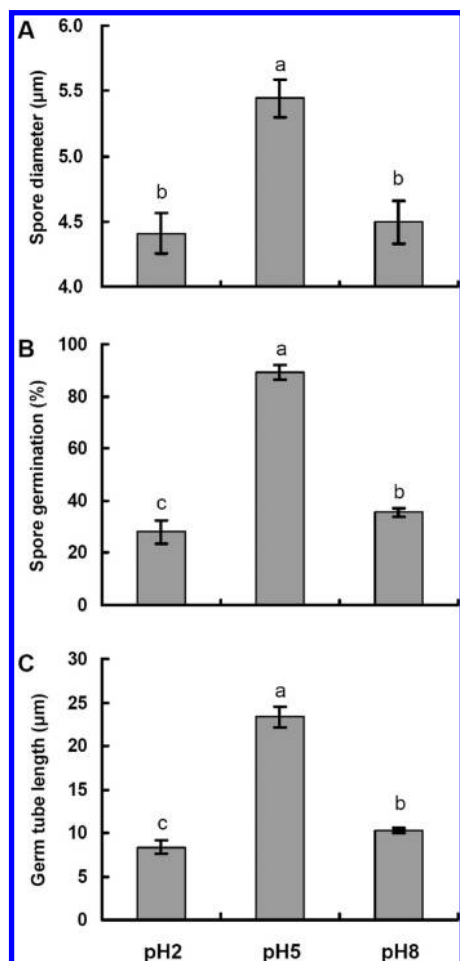 A
Spore diameter (µm)
6.0
5.5
5.0
4.5
4.0
b
a
b
B
Spore germination (%)
100
80
60
40
20
0
c
a
b
C
Germ tube length (µm)
30
25
20
15
10
5
0
c
a
b
pH2 pH5 pH8